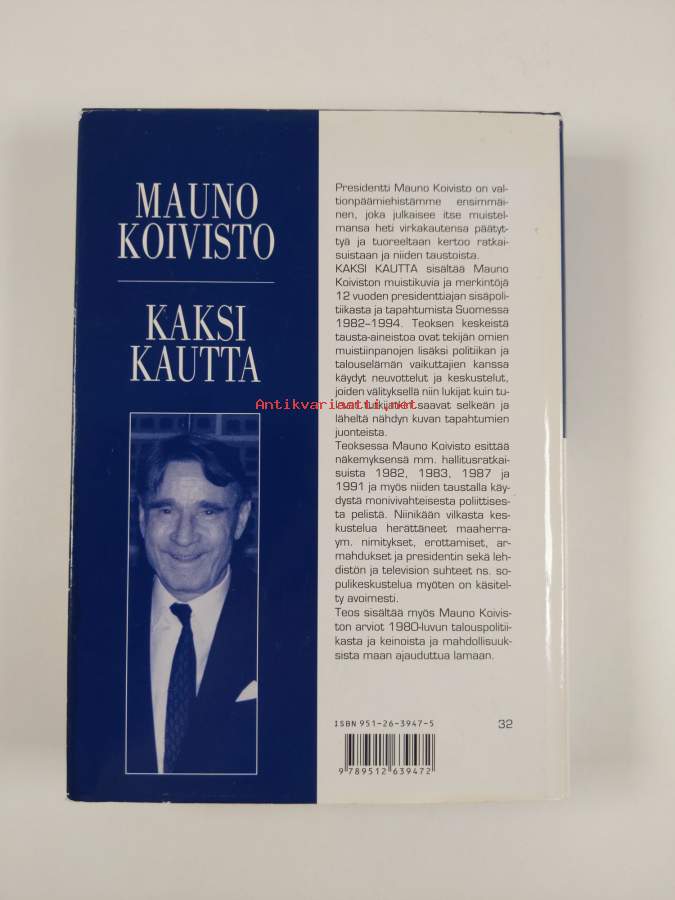 MAUNO
KOIVISTO
KAKSI
KAUTTA
Presidentti Mauno Koivisto on val-
tionpäämiehistämme ensimmäi-
nen, joka julkaisee itse muistel-
mansa heti virkakautensa päätyt-
tyä ja tuoreeltaan kertoo ratkai-
suistaan ja niiden taustoista.
KAKSI KAUTTA sisältää Mauno
Koiviston muistikuvia ja merkintöjä
12 vuoden presidenttiajan sisäpoli-
tiikasta ja tapahtumista Suomessa
1982–1994. Teoksen keskeistä
tausta-aineistoa ovat tekijän omien
muistiinpanojen lisäksi politiikan ja
talouselämän vaikuttajien kanssa
käydyt neuvottelut ja keskustelut,
joiden välityksellä niin lukijat kuin tu-
Antikvariaatti.net
saavat selkeän ja
läheltä nähdyn kuvan tapahtumien
juonteista.
Teoksessa Mauno Koivisto esittää
näkemyksensä mm. hallitusratkai-
suista 1982, 1983, 1987 ja
1991 ja myös niiden taustalla käy-
dystä monivivahteisesta poliittises-
ta pelistä. Niinikään vilkasta kes-
kustelua herättäneet maaherra-
ym. nimitykset, erottamiset, ar-
mahdukset ja presidentin sekä leh-
distön ja television suhteet ns. so-
pulikeskustelua myöten on käsitel-
ty avoimesti.
Teos sisältää myös Mauno Koivis-
ton arviot 1980-luvun talouspolitii-
kasta ja keinoista ja mahdollisuuk-
sista maan ajauduttua lamaan.
ISBN 951-26-3947-5
32
9 789512 639472